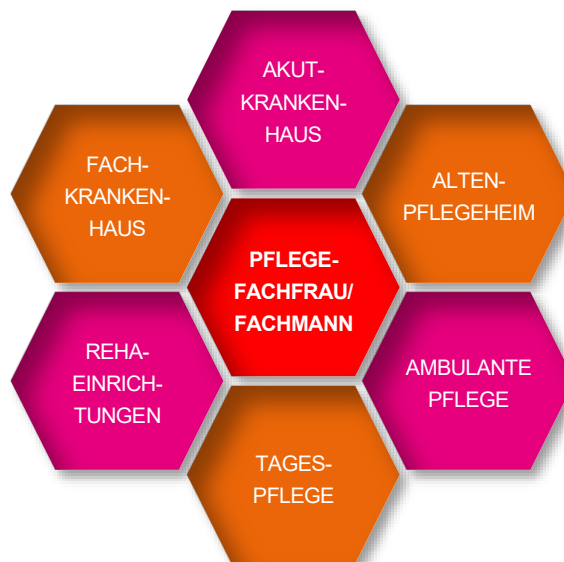 AKUT-
KRANKEN-
HAUS
FACH-
KRANKEN-
HAUS
ALTEN-
PFLEGEHEIM
PFLEGE-
FACHFRAU/
FACHMANN
REHA-
EINRICH-
TUNGEN
AMBULANTE
PFLEGE
TAGES-
PFLEGE